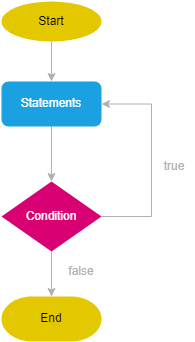 Start
Statements
true
Condition
false
End